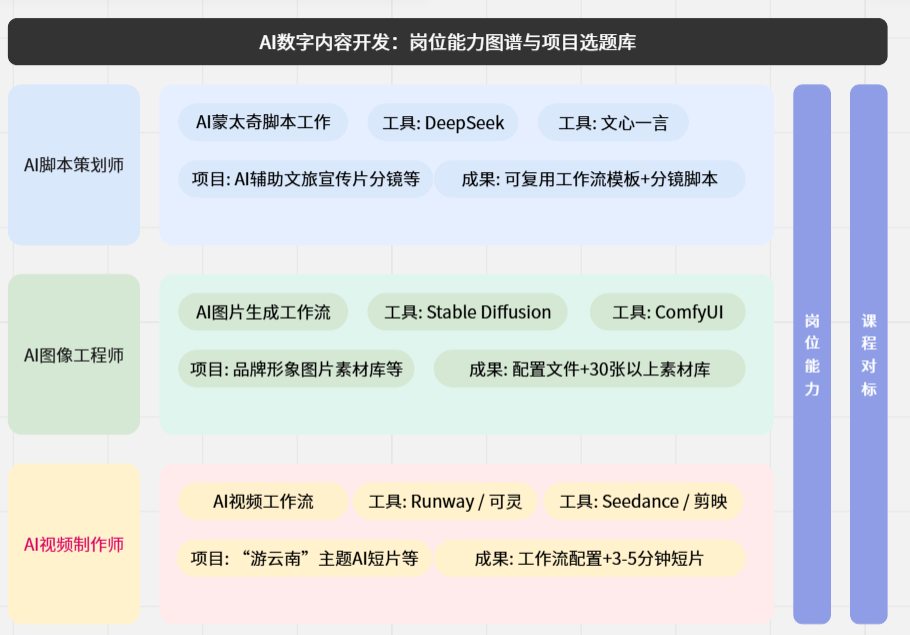 AI数字内容开发：岗位能力图谱与项目选题库
AI脚本策划师
AI蒙太奇脚本工作
工具: DeepSeek
工具: 文心一言
项目: AI辅助文旅宣传片分镜等
成果: 可复用工作流模板+分镜脚本
AI图像工程师
AI图片生成工作流
工具: Stable Diffusion
工具: ComfyUI
项目: 品牌形象图片素材库等
成果: 配置文件+30张以上素材库
AI视频制作师
AI视频工作流
工具: Runway / 可灵
工具: Seedance / 剪映
项目: “游云南”主题AI短片等
成果: 工作流配置+3-5分钟短片
岗位能力
课程对标